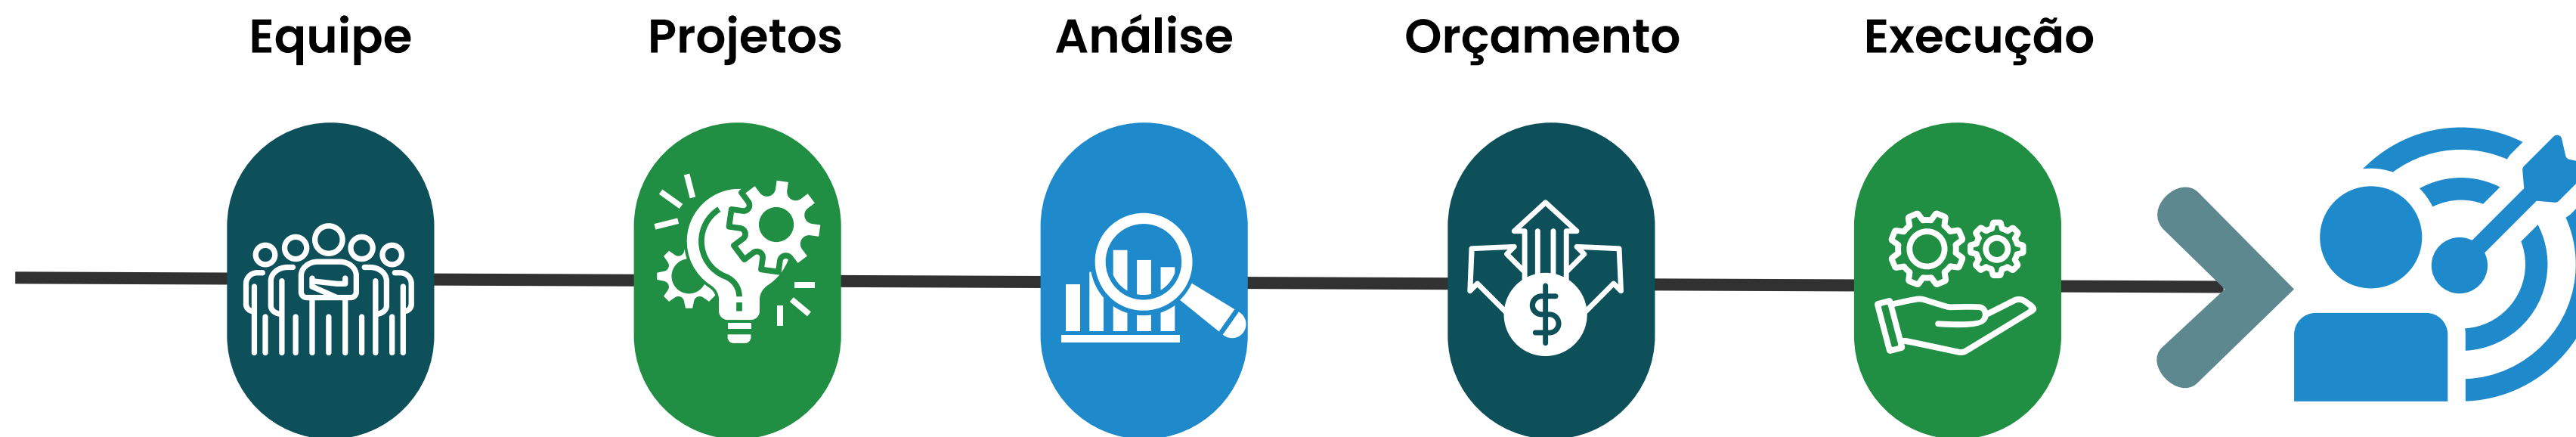 Equipe
Projetos
Análise
Orçamento
Execução
$